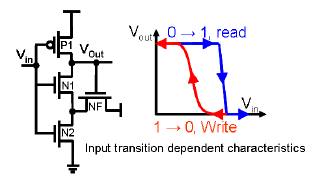 P1
Vin
VOut
N1
NF
N2
Vout
0 → 1, read
Vin
1 → 0, Write
Input transition dependent characteristics